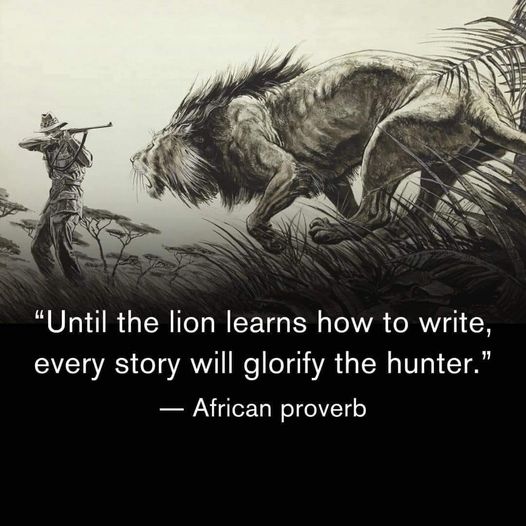 “Until the lion learns how to write,
every story will glorify the hunter.”
— African proverb